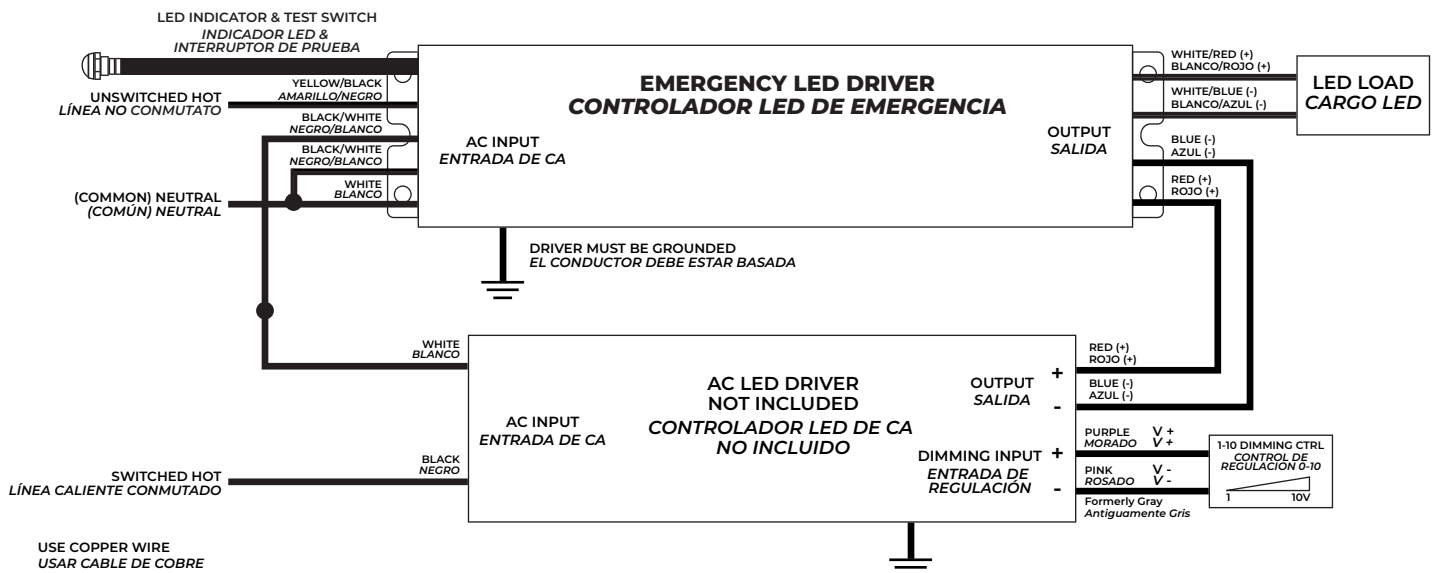 LED INDICATOR & TEST SWITCH
INDICADOR LED &
INTERRUPTOR DE PRUEBA
YELLOW/BLACK
AMARILLO/NEGRO
UNSWITCHED HOT
LÍNEA NO CONMUTATO
BLACK/WHITE
NEGRO/BLANCO
BLACK/WHITE
NEGRO/BLANCO
WHITE
BLANCO
(COMMON) NEUTRAL
(COMÚN) NEUTRAL
EMERGENCY LED DRIVER
CONTROLADOR LED DE EMERGENCIA
AC INPUT
ENTRADA DE CA
OUTPUT
SALIDA
WHITE/RED (+)
BLANCO/ROJO (+)
WHITE/BLUE (-)
BLANCO/AZUL (-)
BLUE (-)
AZUL (-)
RED (+)
ROJO (+)
LED LOAD
CARGO LED
DRIVER MUST BE GROUNDED
EL CONDUCTOR DEBE ESTAR BASADA
WHITE
BLANCO
AC INPUT
ENTRADA DE CA
BLACK
NEGRO
SWITCHED HOT
LÍNEA CALIENTE CONMUTADO
AC LED DRIVER
NOT INCLUDED
CONTROLADOR LED DE CA
NO INCLUIDO
OUTPUT
SALIDA
+
-
RED (+)
ROJO (+)
BLUE (-)
AZUL (-)
DIMMING INPUT
ENTRADA DE
REGULACIÓN
+
-
PURPLE V +
MORADO V +
PINK V -
ROSADO V -
Formerly Gray
Antiguamente Gris
1-10 DIMMING CTRL
CONTROL DE
REGULACIÓN 0-10
1 10V
USE COPPER WIRE
USAR CABLE DE COBRE